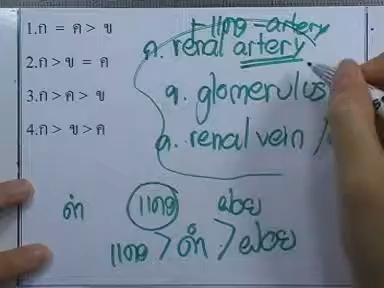 1.ก = ค > ข
2.ก > ข = ค
3.ก > ค > ข
4.ก > ข > ค
แดง - artery
ก. renal artery
ข. glomerulus
ค. renal vein
ดำ แดง ฝอย
แดง > ดำ > ฝอย